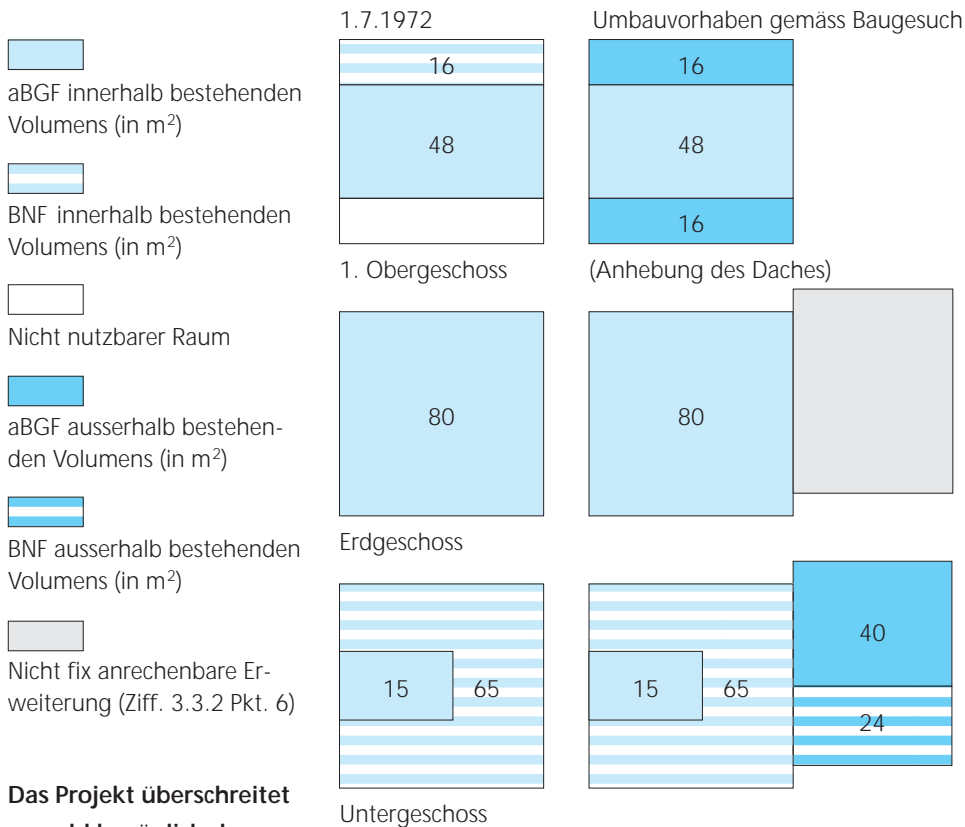 aBGF innerhalb bestehenden
Volumens (in m²)
BNF innerhalb bestehenden
Volumens (in m²)
Nicht nutzbarer Raum
aBGF ausserhalb bestehen-
den Volumens (in m²)
BNF ausserhalb bestehenden
Volumens (in m²)
Nicht fix anrechenbare Er-
weiterung (Ziff. 3.3.2 Pkt. 6)
Das Projekt überschreitet
1.7.1972
16
48
1. Obergeschoss
80
Erdgeschoss
15 65
Untergeschoss
Umbauvorhaben gemäss Baugesuch
16
48
16
(Anhebung des Daches)
80
15 65
40
24